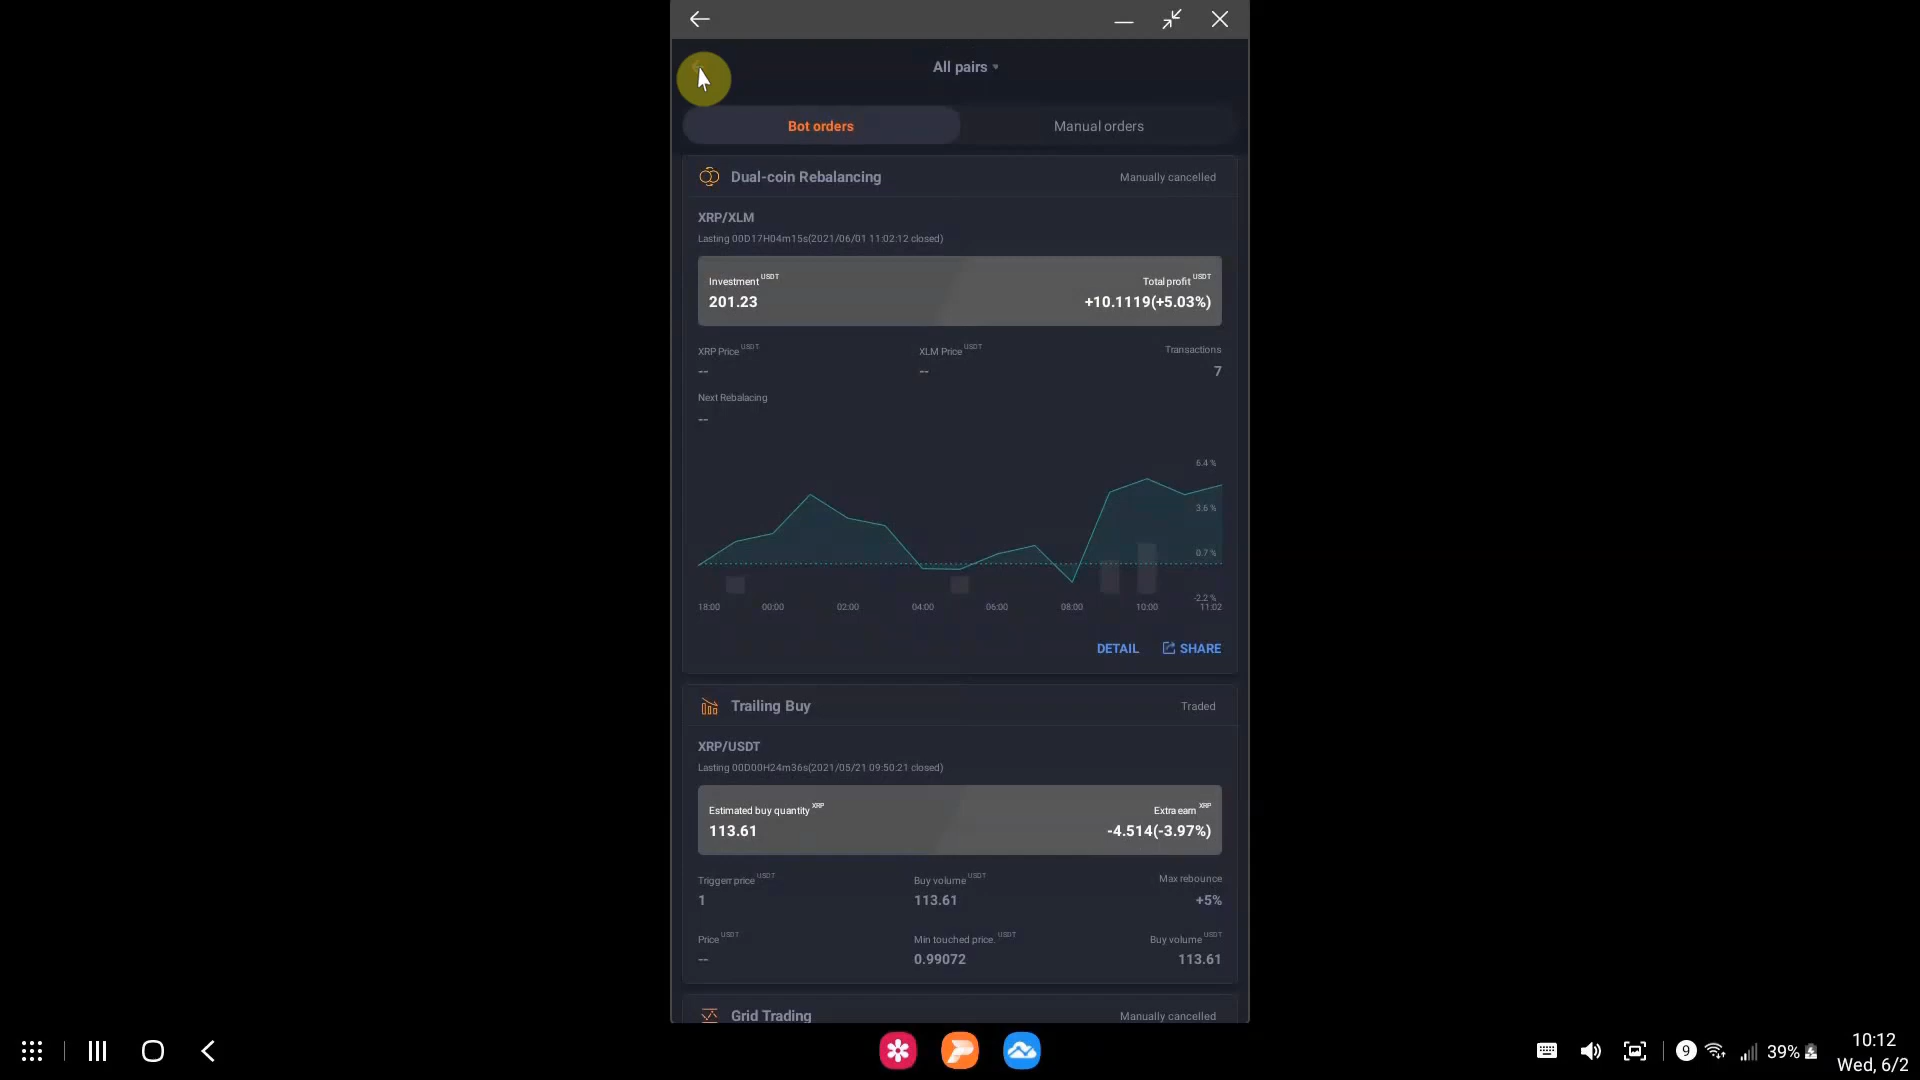 All pairs
Bot orders Manual orders
Dual-coin Rebalancing Manually cancelled
XRP/XLM
Lasting 00D17H04m15s(2021/06/01 11:02:12 closed)
Investment USDT Total profit USDT
201.23 +10.1119(+5.03%)
XRP Price USDT XLM Price USDT Transactions
-- -- 7
Next Rebalacing
--
6.4 %
3.6 %
0.7 %
-2.2 %
18:00 00:00 02:00 04:00 06:00 08:00 10:00 11:02
DETAIL SHARE
Trailing Buy Traded
XRP/USDT
Lasting 00D00H24m36s(2021/05/21 09:50:21 closed)
Estimated buy quantity XRP Extra earn XRP
113.61 -4.514(-3.97%)
Triggerr price USDT Buy volume USDT Max rebounce
1 113.61 +5%
Price USDT Min touched price. USDT Buy volume USDT
-- 0.99072 113.61
Grid Trading Manually cancelled
9 39% 10:12
Wed, 6/2